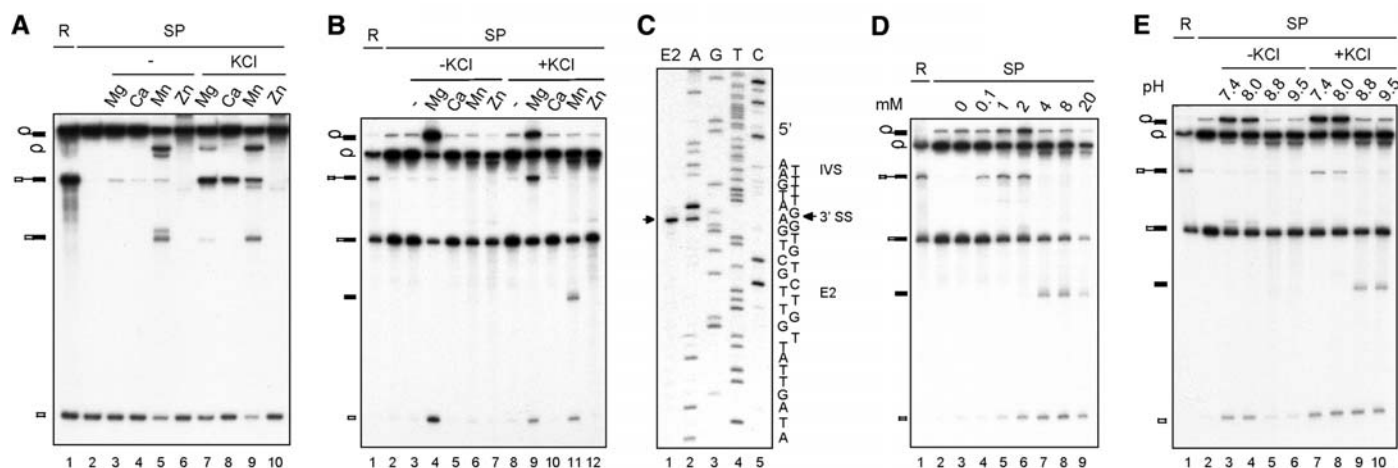 A
R SP
- KCl
Mg Ca Mn Zn Mg Ca Mn Zn
1 2 3 4 5 6 7 8 9 10
B
R SP
-KCl +KCl
- Mg Ca Mn Zn - Mg Ca Mn Zn
1 2 3 4 5 6 7 8 9 10 11 12
C
E2 A G T C
5'
IVS
3' SS
E2
1 2 3 4 5
D
R SP
mM 0 0.1 1 2 4 8 20
1 2 3 4 5 6 7 8 9
E
R SP
-KCl +KCl
pH 7.4 8.0 8.8 9.5 7.4 8.0 8.8 9.5
1 2 3 4 5 6 7 8 9 10